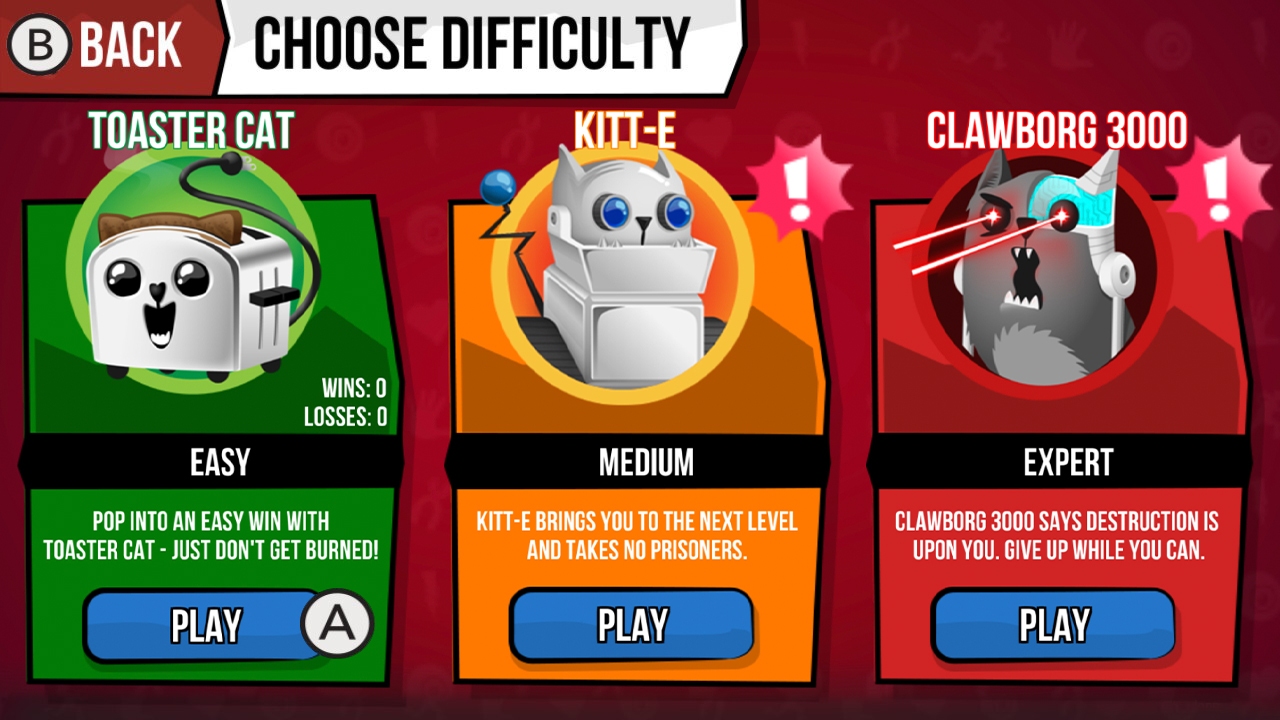 B BACK
CHOOSE DIFFICULTY
TOASTER CAT
WINS: 0
LOSSES: 0
EASY
POP INTO AN EASY WIN WITH
TOASTER CAT - JUST DON'T GET BURNED!
PLAY A
KITT-E
!
MEDIUM
KITT-E BRINGS YOU TO THE NEXT LEVEL
AND TAKES NO PRISONERS.
PLAY
CLAWBORG 3000
!
EXPERT
CLAWBORG 3000 SAYS DESTRUCTION IS
UPON YOU. GIVE UP WHILE YOU CAN.
PLAY